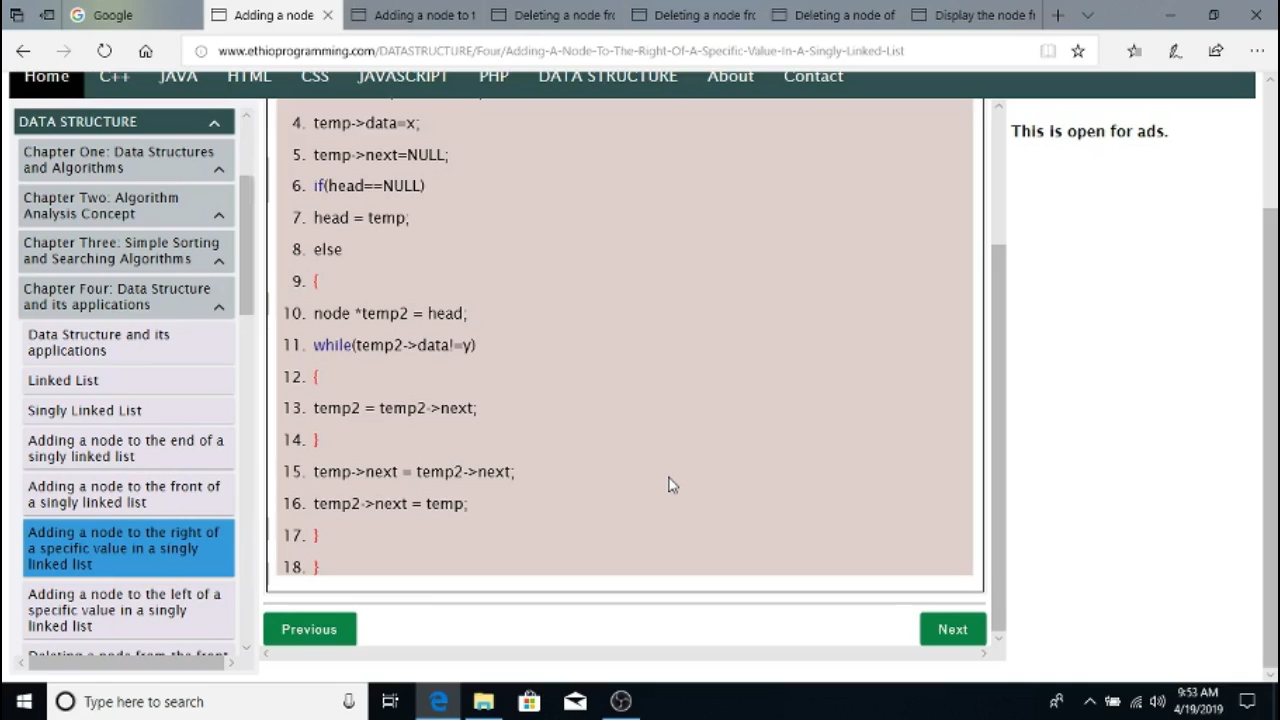 Google
Adding a node
Adding a node to t
Deleting a node fro
Deleting a node fro
Deleting a node of
Display the node fr
www.ethioprogramming.com/DATASTRUCTURE/Four/Adding-A-Node-To-The-Right-Of-A-Specific-Value-In-A-Singly-Linked-List
Home C++ JAVA HTML CSS JAVASCRIPT PHP DATA STRUCTURE About Contact
DATA STRUCTURE
Chapter One: Data Structures
and Algorithms
Chapter Two: Algorithm
Analysis Concept
Chapter Three: Simple Sorting
and Searching Algorithms
Chapter Four: Data Structure
and its applications
Data Structure and its
applications
Linked List
Singly Linked List
Adding a node to the end of a
singly linked list
Adding a node to the front of
a singly linked list
Adding a node to the right of
a specific value in a singly
linked list
Adding a node to the left of a
specific value in a singly
linked list
Deleting a node from the front
4. temp->data=x;
5. temp->next=NULL;
6. if(head==NULL)
7. head = temp;
8. else
9. {
10. node *temp2 = head;
11. while(temp2->data!=y)
12. {
13. temp2 = temp2->next;
14. }
15. temp->next = temp2->next;
16. temp2->next = temp;
17. }
18. }
Previous
Next
This is open for ads.
Type here to search
9:53 AM
4/19/2019